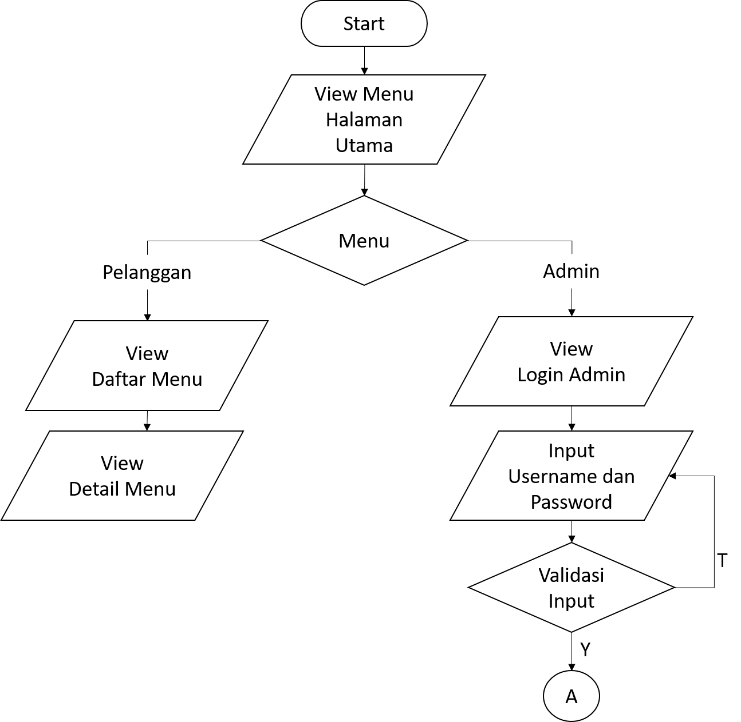 Start
View Menu
Halaman
Utama
Menu
Pelanggan
Admin
View
Daftar Menu
View
Login Admin
View
Detail Menu
Input
Username dan
Password
T
Validasi
Input
Y
A